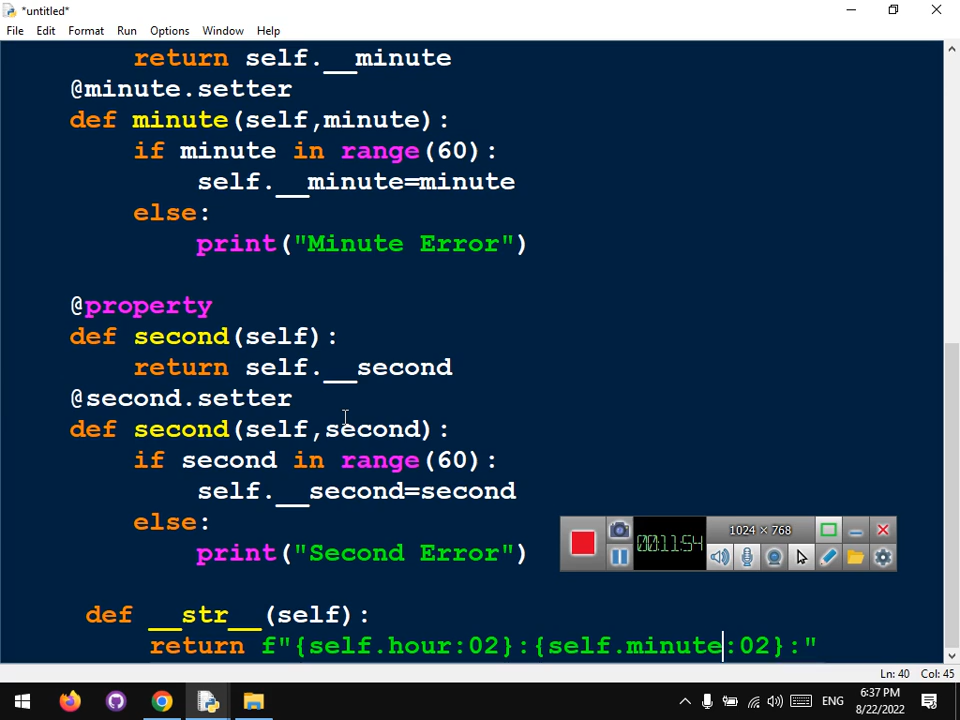 *untitled*
File Edit Format Run Options Window Help
return self.__minute
@minute.setter
def minute(self,minute):
if minute in range(60):
self.__minute=minute
else:
print("Minute Error")
@property
def second(self):
return self.__second
@second.setter
def second(self,second):
if second in range(60):
self.__second=second
else:
print("Second Error")
1024 × 768
00:11:54
def __str__(self):
return f"{self.hour:02}:{self.minute:02}:"
Ln: 40 Col: 45
ENG
6:37 PM
8/22/2022